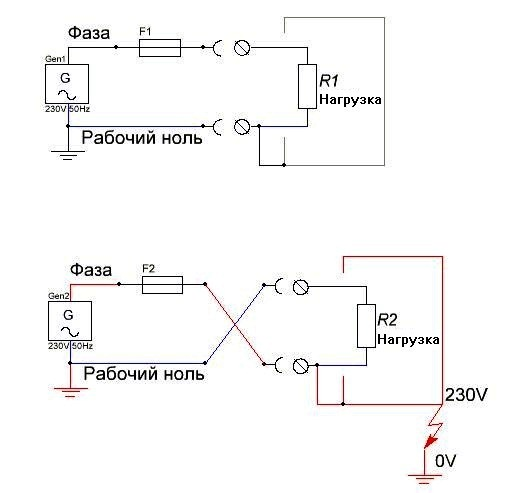 Фаза
F1
Gen1
G
230V 50Hz
R1
Нагрузка
Рабочий ноль
Фаза
F2
Gen2
G
230V 50Hz
R2
Нагрузка
Рабочий ноль
230V
0V